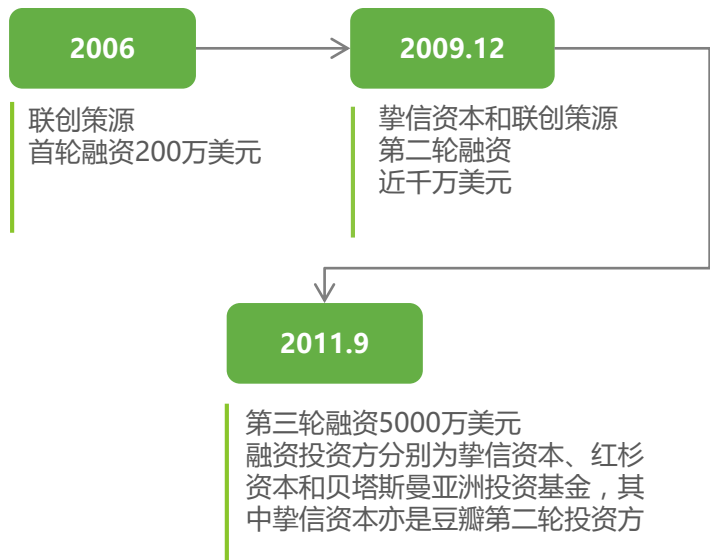 2006
联创策源
首轮融资200万美元
2009.12
挚信资本和联创策源
第二轮融资
近千万美元
2011.9
第三轮融资5000万美元
融资投资方分别为挚信资本、红杉
资本和贝塔斯曼亚洲投资基金，其
中挚信资本亦是豆瓣第二轮投资方